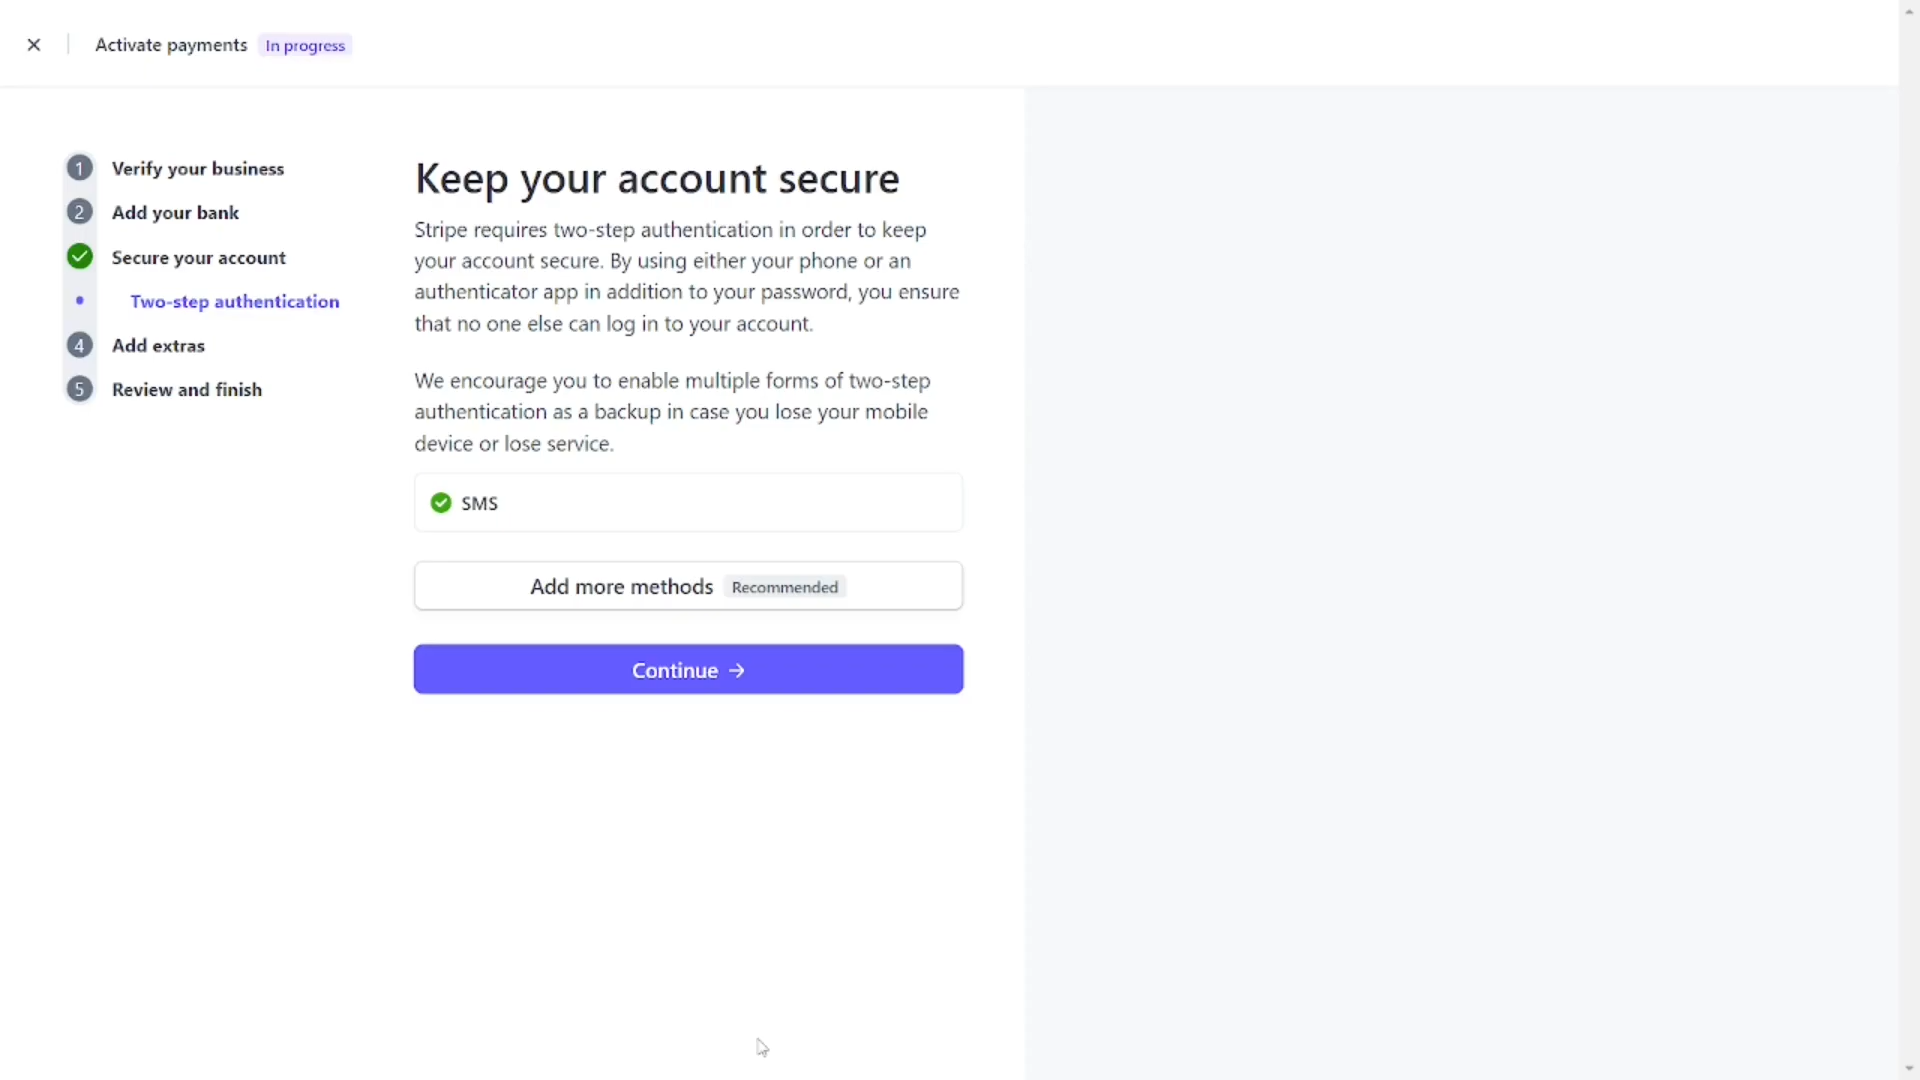 Activate payments In progress
1 Verify your business
2 Add your bank
Secure your account
Two-step authentication
4 Add extras
5 Review and finish
Keep your account secure
Stripe requires two-step authentication in order to keep
your account secure. By using either your phone or an
authenticator app in addition to your password, you ensure
that no one else can log in to your account.
We encourage you to enable multiple forms of two-step
authentication as a backup in case you lose your mobile
device or lose service.
SMS
Add more methods Recommended
Continue →